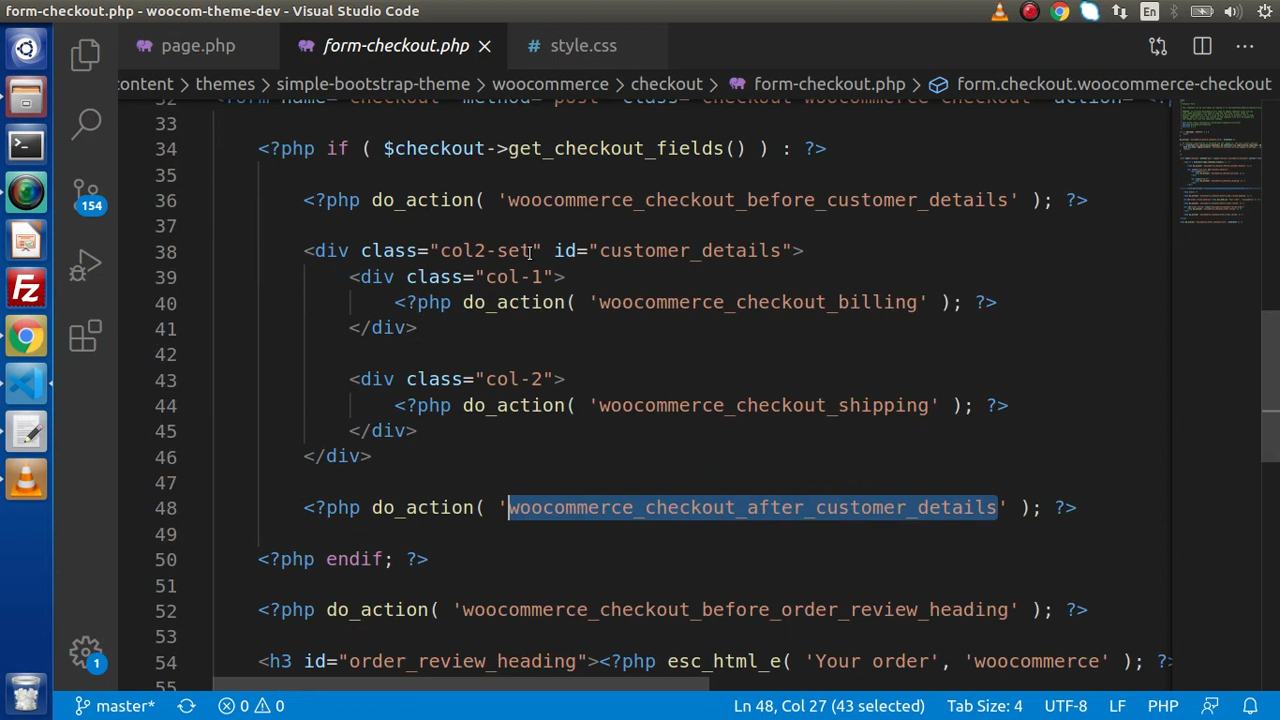 form-checkout.php - woocom-theme-dev - Visual Studio Code
En
page.php
form-checkout.php
style.css
content > themes > simple-bootstrap-theme > woocommerce > checkout > form-checkout.php > form.checkout.woocommerce-checkout
33
34 <?php if ( $checkout->get_checkout_fields() ) : ?>
35
36 <?php do_action( 'woocommerce_checkout_before_customer_details' ); ?>
37
38 <div class="col2-set" id="customer_details">
39 <div class="col-1">
40 <?php do_action( 'woocommerce_checkout_billing' ); ?>
41 </div>
42
43 <div class="col-2">
44 <?php do_action( 'woocommerce_checkout_shipping' ); ?>
45 </div>
46 </div>
47
48 <?php do_action( 'woocommerce_checkout_after_customer_details' ); ?>
49
50 <?php endif; ?>
51
52 <?php do_action( 'woocommerce_checkout_before_order_review_heading' ); ?>
53
54 <h3 id="order_review_heading"><?php esc_html_e( 'Your order', 'woocommerce' ); ?>
55
154
1
master* 0 0 Ln 48, Col 27 (43 selected) Tab Size: 4 UTF-8 LF PHP